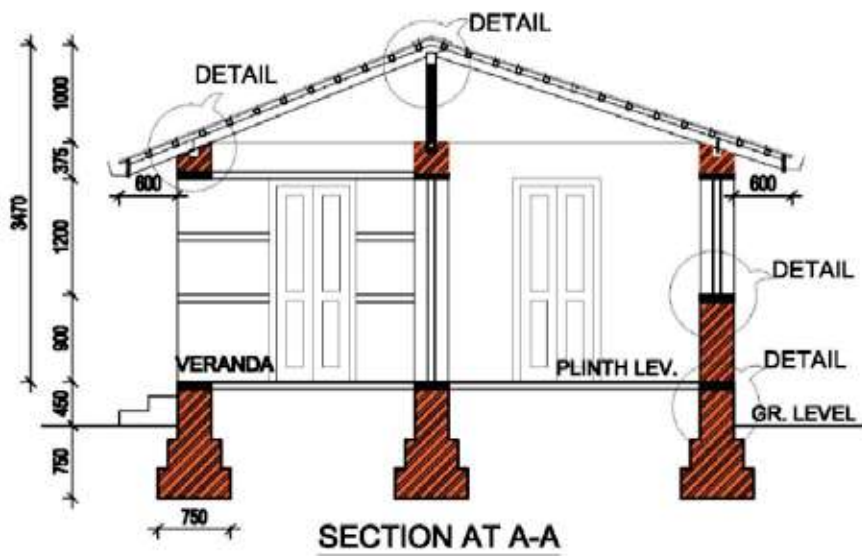 DETAIL
DETAIL
1000
375
600
600
3470
1200
DETAIL
900
VERANDA
PLINTH LEV.
DETAIL
450
GR. LEVEL
750
750
SECTION AT A-A